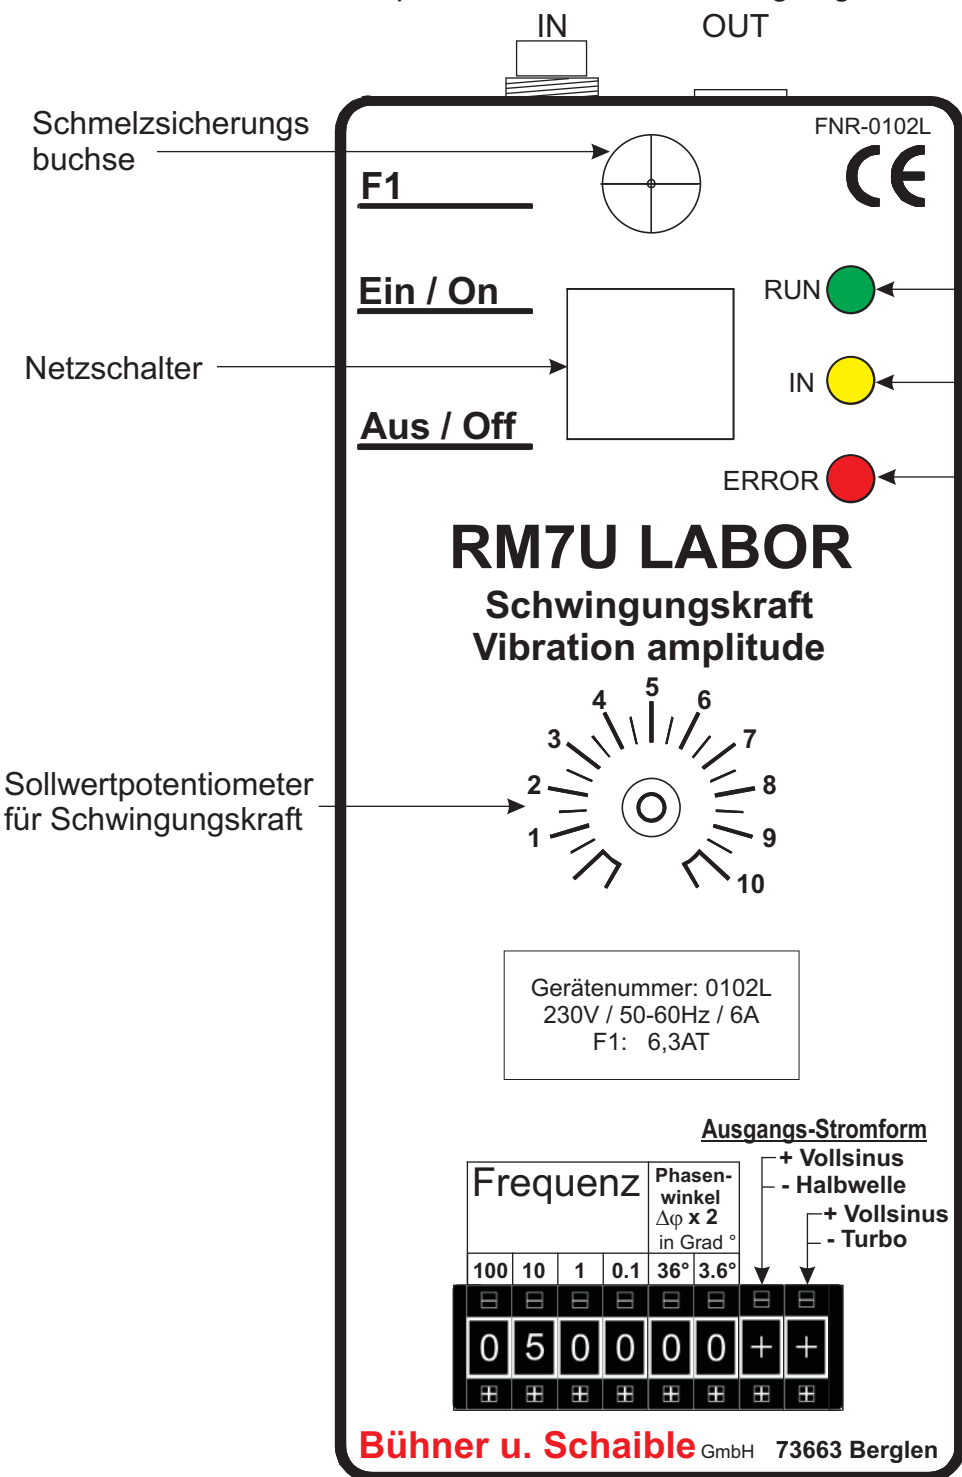 IN OUT
Schmelzsicherungs
buchse
FNR-0102L
CE
F1
Ein / On
RUN
Netzschalter
IN
Aus / Off
ERROR
RM7U LABOR
Schwingungskraft
Vibration amplitude
1 2 3 4 5 6 7 8 9 10
Sollwertpotentiometer
für Schwingungskraft
Gerätenummer: 0102L
230V / 50-60Hz / 6A
F1: 6,3AT
Ausgangs-Stromform
+ Vollsinus
- Halbwelle
+ Vollsinus
- Turbo
Frequenz
Phasen-
winkel
Δφ x 2
in Grad °
100 10 1 0.1 36° 3.6°
0 5 0 0 0 0 + +
Bühner u. Schaible GmbH 73663 Berglen